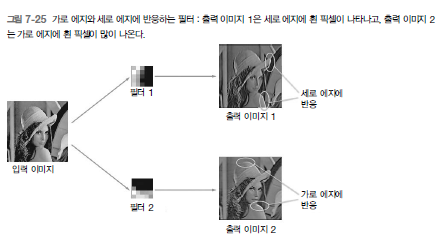 그림 7-25 가로 에지와 세로 에지에 반응하는 필터 : 출력 이미지 1은 세로 에지에 흰 픽셀이 나타나고, 출력 이미지 2
는 가로 에지에 흰 픽셀이 많이 나온다.
필터 1
세로 에지에
반응
출력 이미지 1
입력 이미지
필터 2
가로 에지에
반응
출력 이미지 2